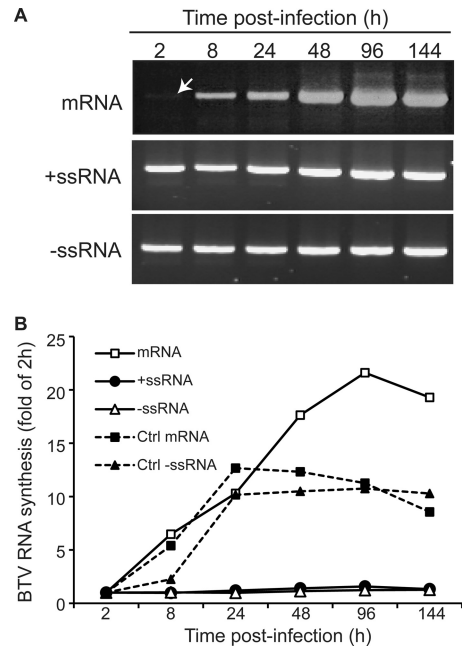 A
Time post-infection (h)
2 8 24 48 96 144
mRNA
+ssRNA
-ssRNA
B
25
20
15
10
5
0
BTV RNA synthesis (fold of 2h)
mRNA
+ssRNA
-ssRNA
Ctrl mRNA
Ctrl -ssRNA
2 8 24 48 96 144
Time post-infection (h)